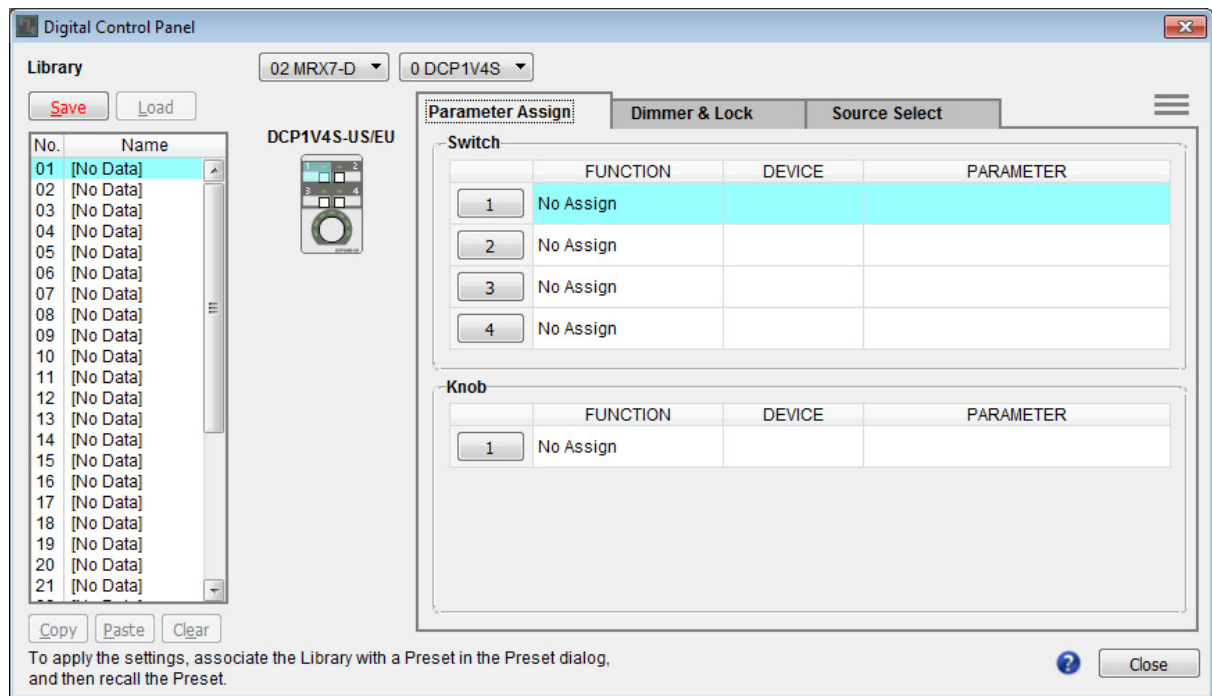 Digital Control Panel
Library
02 MRX7-D
0 DCP1V4S
Save
Load
No. Name
01 [No Data]
02 [No Data]
03 [No Data]
04 [No Data]
05 [No Data]
06 [No Data]
07 [No Data]
08 [No Data]
09 [No Data]
10 [No Data]
11 [No Data]
12 [No Data]
13 [No Data]
14 [No Data]
15 [No Data]
16 [No Data]
17 [No Data]
18 [No Data]
19 [No Data]
20 [No Data]
21 [No Data]
Copy
Paste
Clear
DCP1V4S-US/EU
1 2
3 4
Parameter Assign
Dimmer & Lock
Source Select
Switch
FUNCTION DEVICE PARAMETER
1 No Assign
2 No Assign
3 No Assign
4 No Assign
Knob
FUNCTION DEVICE PARAMETER
1 No Assign
To apply the settings, associate the Library with a Preset in the Preset dialog,
and then recall the Preset.
?
Close